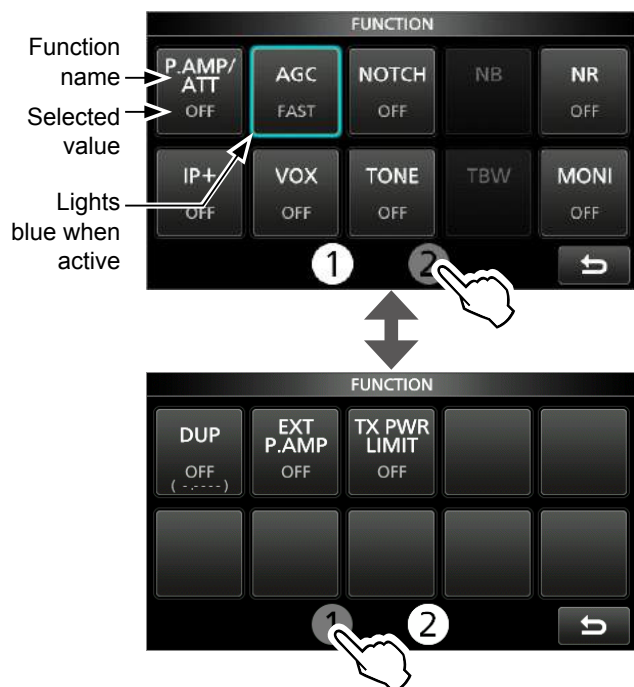 FUNCTION
Function
name
Selected
value
Lights
blue when
active
P.AMP/
ATT
OFF
AGC
FAST
NOTCH
OFF
NB
NR
OFF
IP+
OFF
VOX
OFF
TONE
OFF
TBW
MONI
OFF
1
2
FUNCTION
DUP
OFF
( -.---- )
EXT
P.AMP
OFF
TX PWR
LIMIT
OFF
1
2